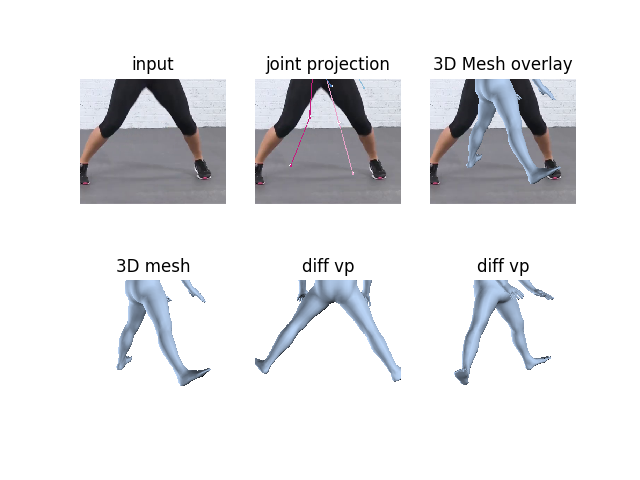 input
joint projection
3D Mesh overlay
3D mesh
diff vp
diff vp